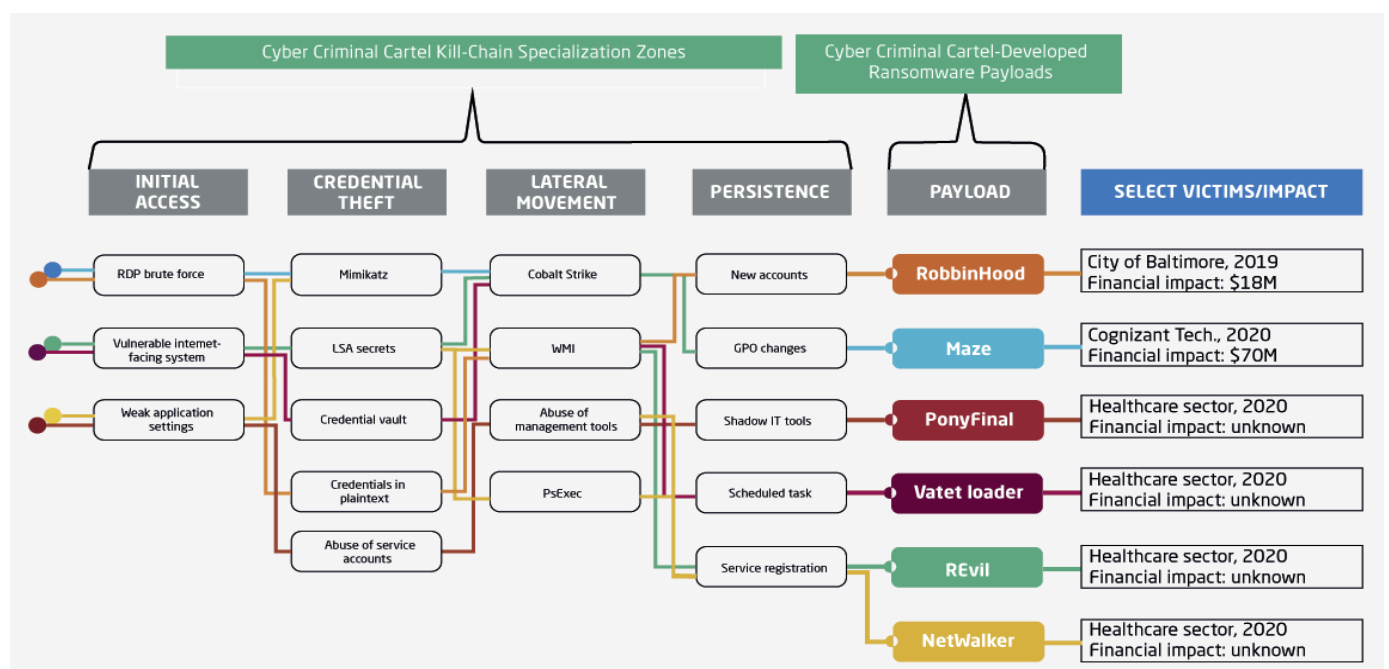 Cyber Criminal Cartel Kill-Chain Specialization Zones
Cyber Criminal Cartel-Developed
Ransomware Payloads
INITIAL
ACCESS
CREDENTIAL
THEFT
LATERAL
MOVEMENT
PERSISTENCE
PAYLOAD
SELECT VICTIMS/IMPACT
RDP brute force
Mimikatz
Cobalt Strike
New accounts
RobbinHood
City of Baltimore, 2019
Financial impact: $18M
Vulnerable internet-
facing system
LSA secrets
WMI
GPO changes
Maze
Cognizant Tech., 2020
Financial impact: $70M
Weak application
settings
Credential vault
Abuse of
management tools
Shadow IT tools
PonyFinal
Healthcare sector, 2020
Financial impact: unknown
Credentials in
plaintext
PsExec
Scheduled task
Vatet loader
Healthcare sector, 2020
Financial impact: unknown
Abuse of service
accounts
Service registration
REvil
Healthcare sector, 2020
Financial impact: unknown
NetWalker
Healthcare sector, 2020
Financial impact: unknown